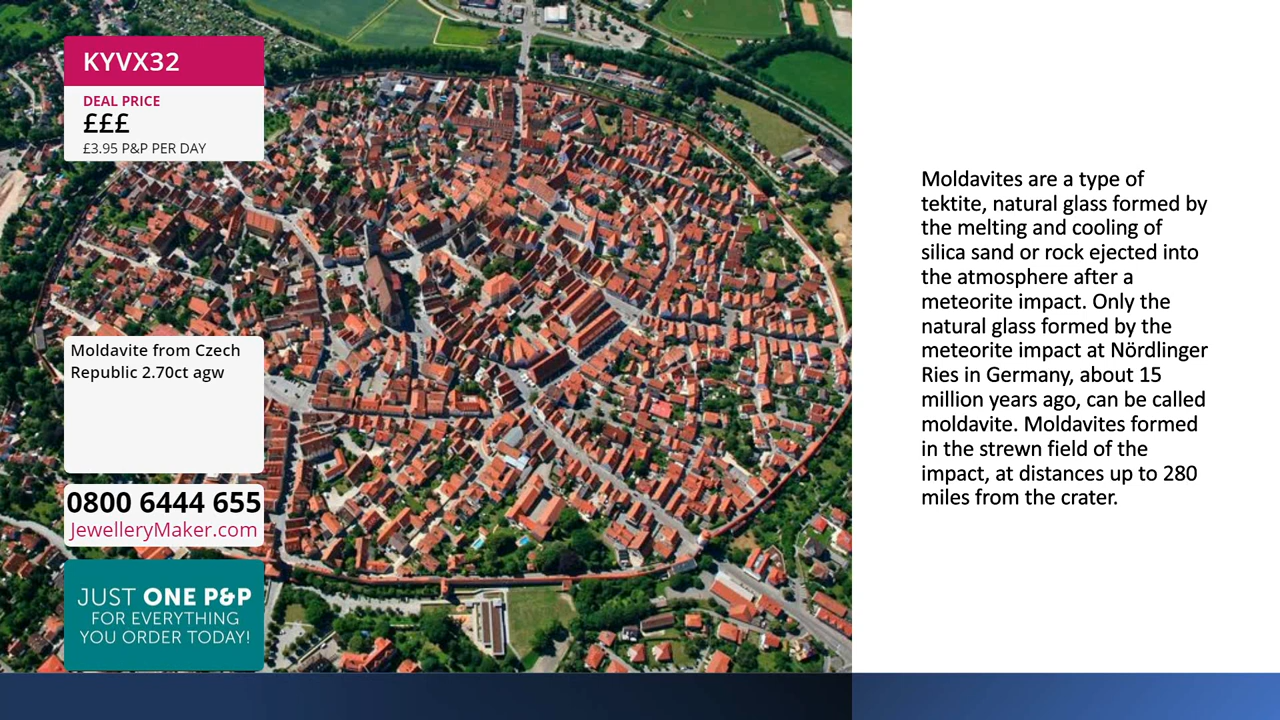 KYVX32
DEAL PRICE
£££
£3.95 P&P PER DAY
Moldavite from Czech
Republic 2.70ct agw
0800 6444 655
JewelleryMaker.com
JUST ONE P&P
FOR EVERYTHING
YOU ORDER TODAY!
Moldavites are a type of
tektite, natural glass formed by
the melting and cooling of
silica sand or rock ejected into
the atmosphere after a
meteorite impact. Only the
natural glass formed by the
meteorite impact at Nördlinger
Ries in Germany, about 15
million years ago, can be called
moldavite. Moldavites formed
in the strewn field of the
impact, at distances up to 280
miles from the crater.